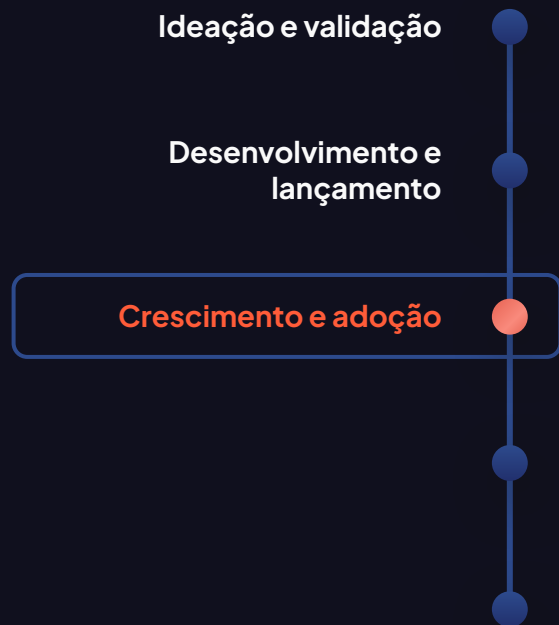 Ideação e validação
Desenvolvimento e
lançamento
Crescimento e adoção